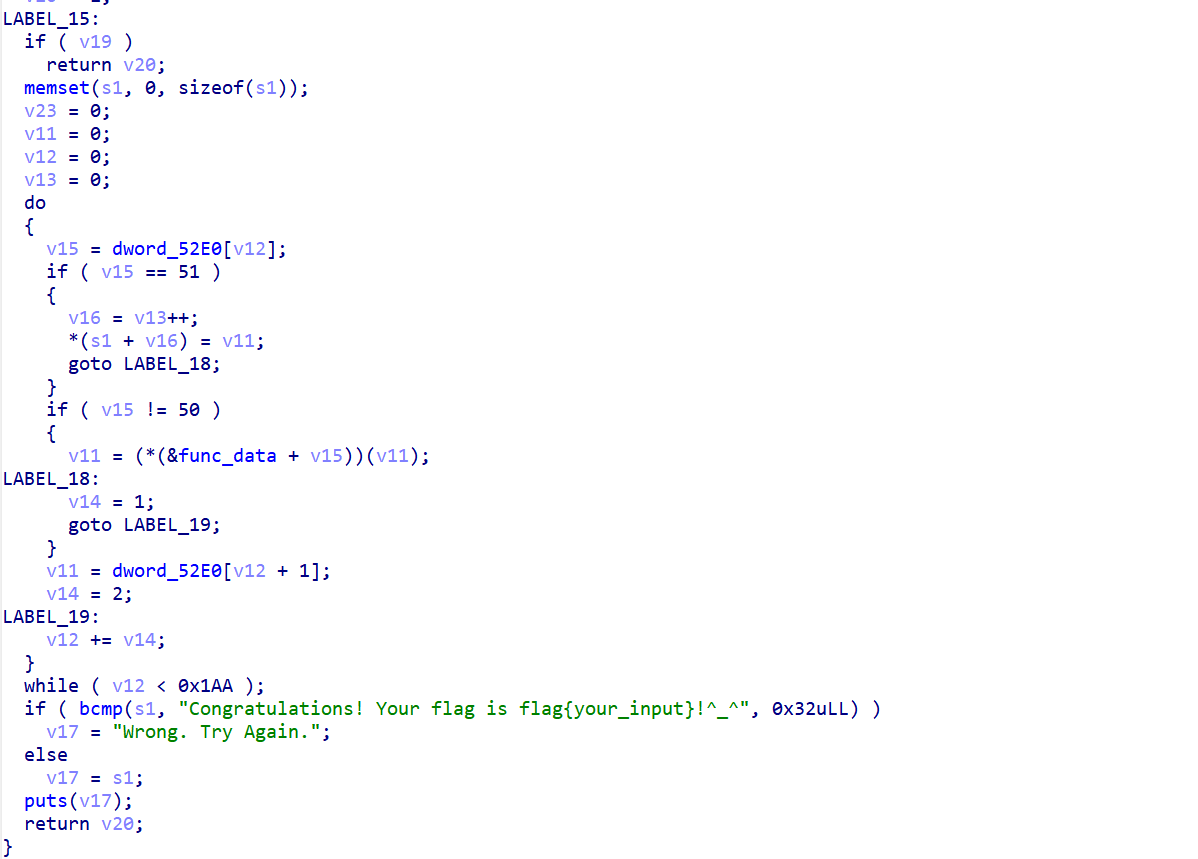 LABEL_15:
  if ( v19 )
    return v20;
  memset(s1, 0, sizeof(s1));
  v23 = 0;
  v11 = 0;
  v12 = 0;
  v13 = 0;
  do
  {
    v15 = dword_52E0[v12];
    if ( v15 == 51 )
    {
      v16 = v13++;
      *(s1 + v16) = v11;
      goto LABEL_18;
    }
    if ( v15 != 50 )
    {
      v11 = (*(&func_data + v15))(v11);
LABEL_18:
      v14 = 1;
      goto LABEL_19;
    }
    v11 = dword_52E0[v12 + 1];
    v14 = 2;
LABEL_19:
    v12 += v14;
  }
  while ( v12 < 0x1AA );
  if ( bcmp(s1, "Congratulations! Your flag is flag{your_input}!^_^", 0x32uLL) )
    v17 = "Wrong. Try Again.";
  else
    v17 = s1;
  puts(v17);
  return v20;
}